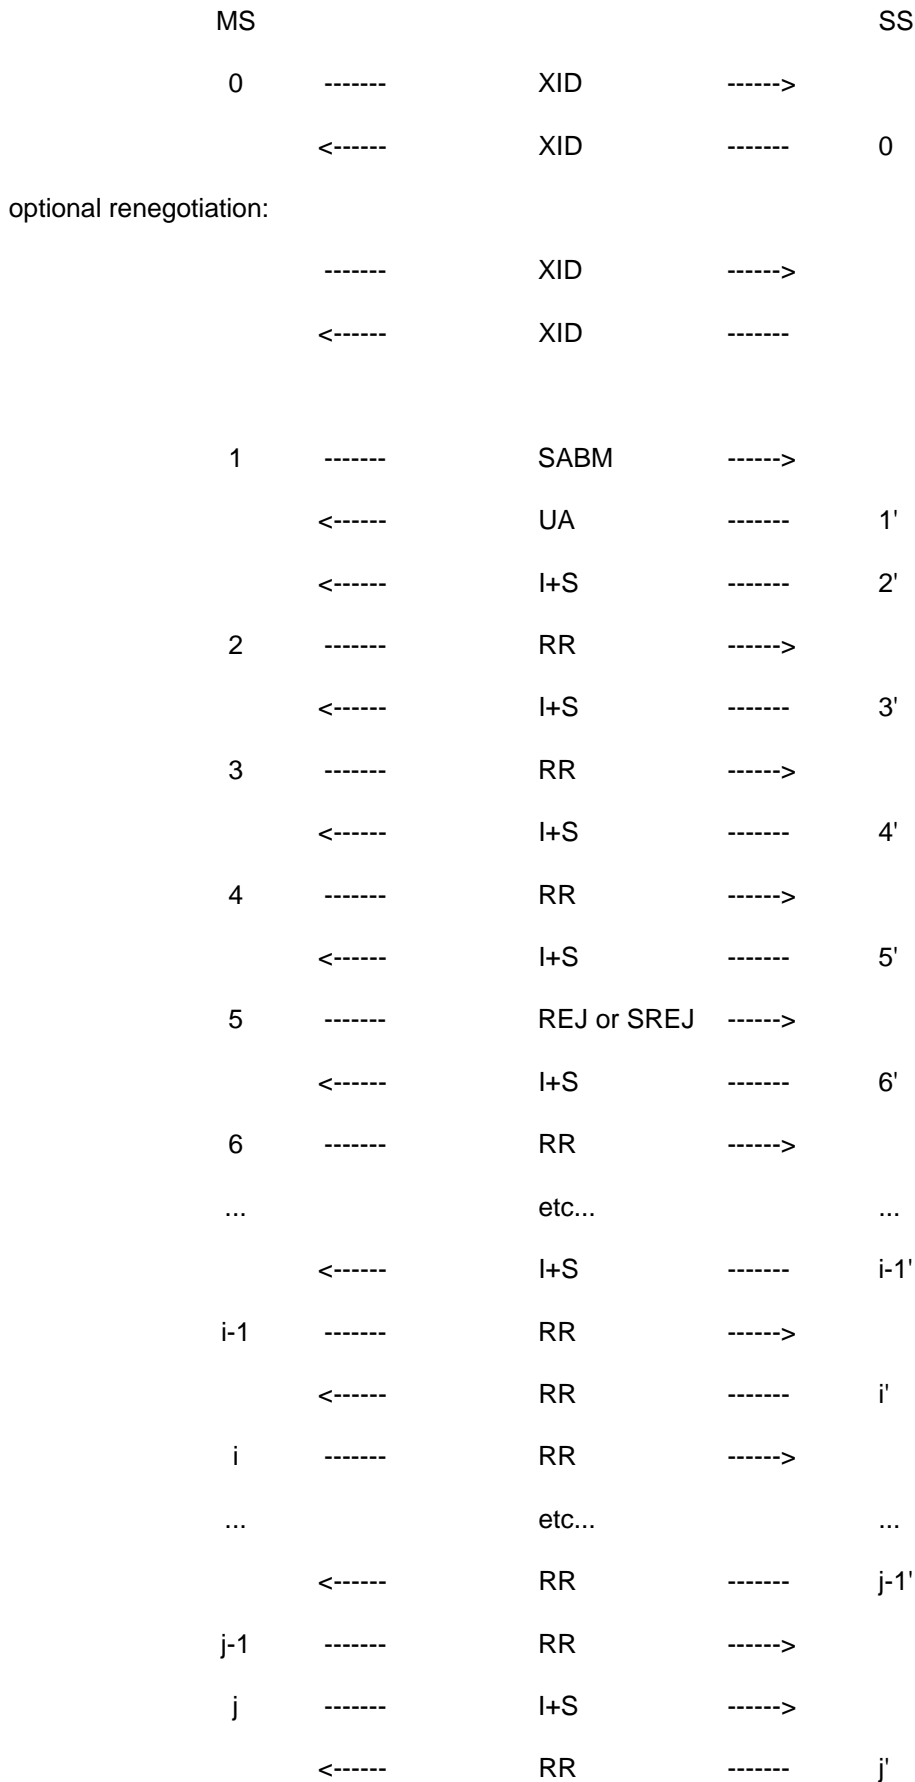 MS SS
0 ------- XID ------>
<------ XID ------- 0
optional renegotiation:
------- XID ------>
<------ XID -------
1 ------- SABM ------>
<------ UA ------- 1'
<------ I+S ------- 2'
2 ------- RR ------>
<------ I+S ------- 3'
3 ------- RR ------>
<------ I+S ------- 4'
4 ------- RR ------>
<------ I+S ------- 5'
5 ------- REJ or SREJ ------>
<------ I+S ------- 6'
6 ------- RR ------>
... etc... ...
<------ I+S ------- i-1'
i-1 ------- RR ------>
<------ RR ------- i'
i ------- RR ------>
... etc... ...
<------ RR ------- j-1'
j-1 ------- RR ------>
j ------- I+S ------>
<------ RR ------- j'